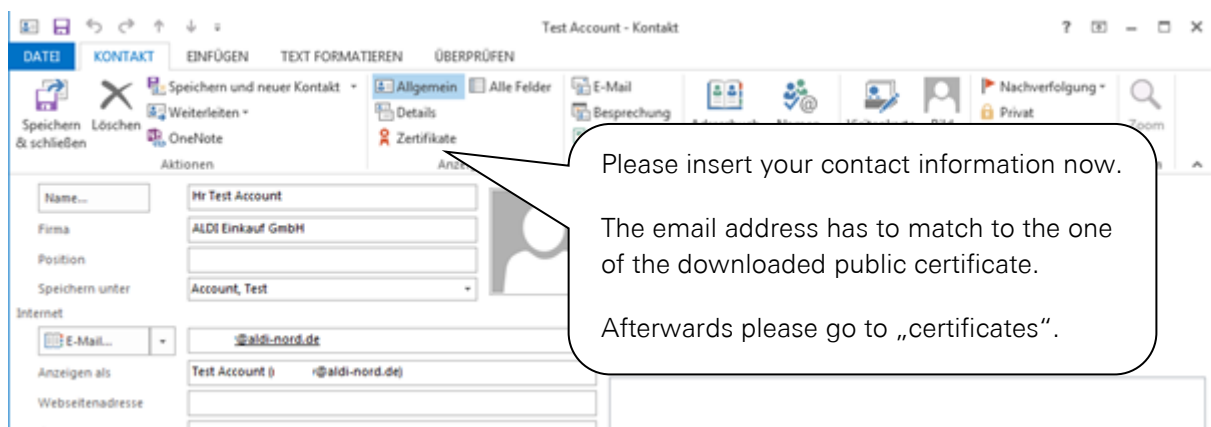 Test Account - Kontakt
DATEI KONTAKT EINFÜGEN TEXT FORMATIEREN ÜBERPRÜFEN
Speichern & schließen
Löschen
Speichern und neuer Kontakt
Weiterleiten
OneNote
Aktionen
Allgemein
Alle Felder
Details
Zertifikate
E-Mail
Besprechung
Nachverfolgung
Privat
Zoom
Please insert your contact information now.
The email address has to match to the one
of the downloaded public certificate.
Afterwards please go to „certificates“.
Name... Hr Test Account
Firma ALDI Einkauf GmbH
Position
Speichern unter Account, Test
Internet
E-Mail... @aldi-nord.de
Anzeigen als Test Account ( r@aldi-nord.de)
Webseitenadresse